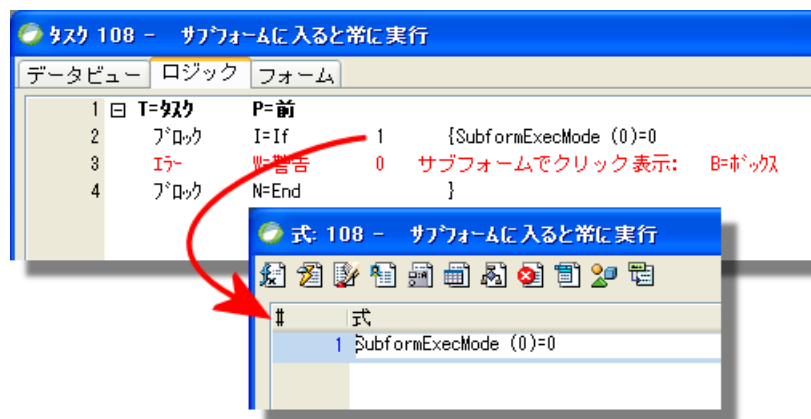 タスク 108 - サブフォームに入ると常に実行
データビュー ロジック フォーム
1 T=タスク P=前
2 ブロック I=If 1 {SubformExecMode (0)=0
3 エラー W=警告 0 サブフォームでクリック表示: B=ボックス
4 ブロック N=End }
式: 108 - サブフォームに入ると常に実行
# 式
1 SubformExecMode (0)=0